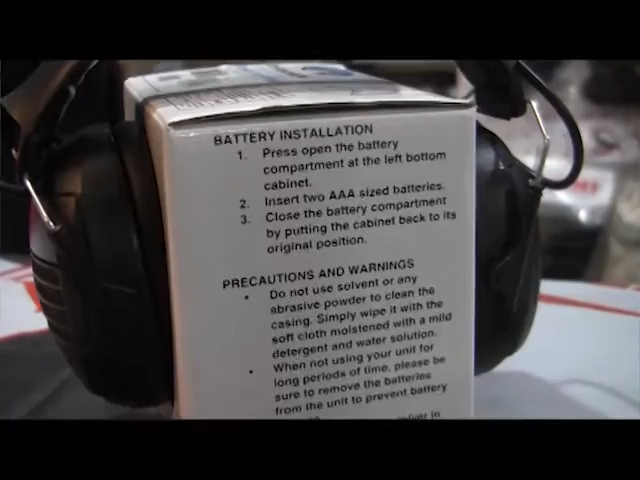 BATTERY INSTALLATION
1. Press open the battery
compartment at the left bottom
cabinet.
2. Insert two AAA sized batteries.
3. Close the battery compartment
by putting the cabinet back to its
original position.
PRECAUTIONS AND WARNINGS
• Do not use solvent or any
abrasive powder to clean the
casing. Simply wipe it with the
soft cloth moistened with a mild
detergent and water solution.
• When not using your unit for
long periods of time, please be
sure to remove the batteries
from the unit to prevent battery